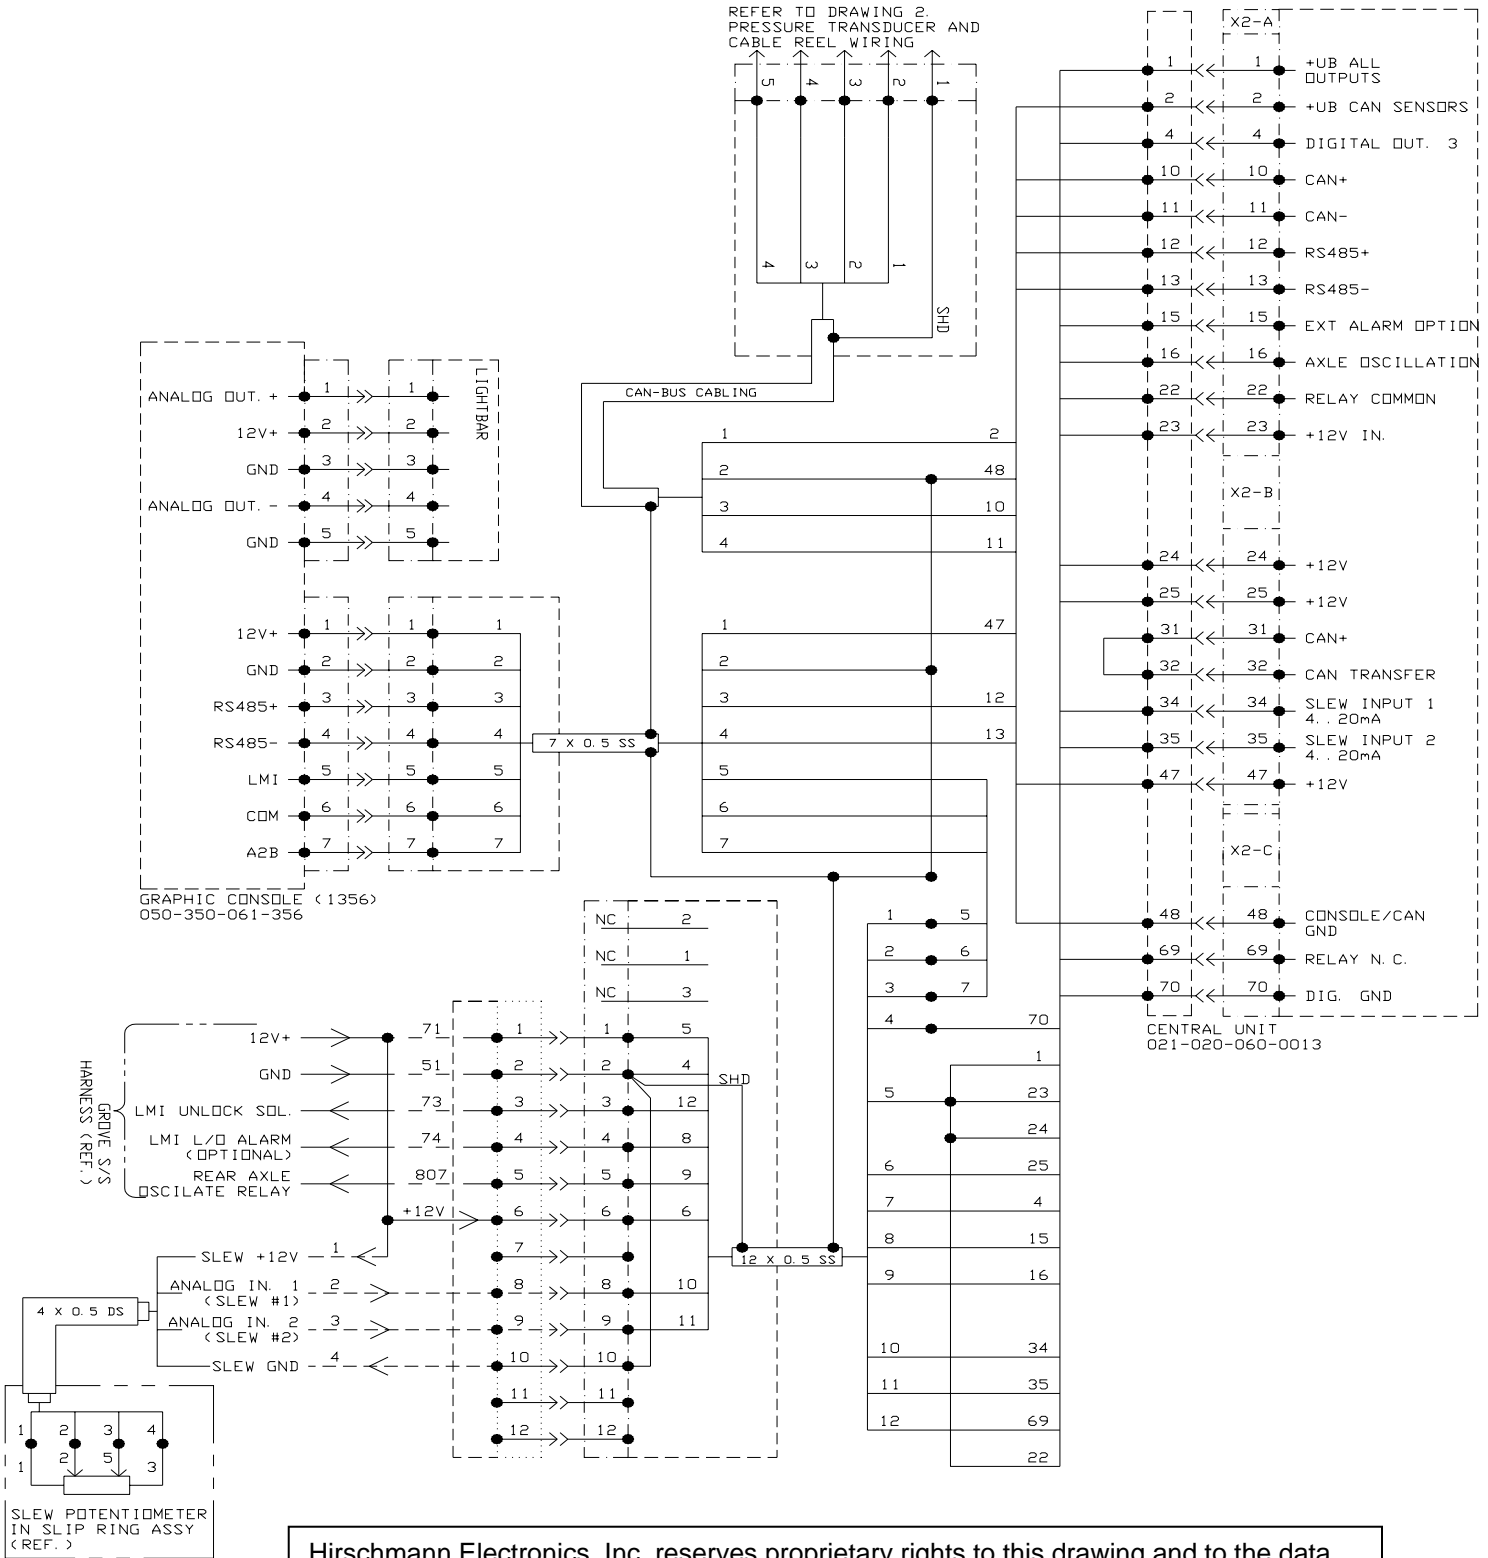 REFER TO DRAWING 2.
PRESSURE TRANSDUCER AND
CABLE REEL WIRING
5 4 3 2 1
4 3 2 1
SHD
CAN-BUS CABLING
X2-A
1 1 +UB ALL
OUTPUTS
2 2 +UB CAN SENSORS
4 4 DIGITAL OUT. 3
10 10 CAN+
11 11 CAN-
12 12 RS485+
13 13 RS485-
15 15 EXT ALARM OPTION
16 16 AXLE OSCILLATION
22 22 RELAY COMMON
23 23 +12V IN.
X2-B
24 24 +12V
25 25 +12V
31 31 CAN+
32 32 CAN TRANSFER
34 34 SLEW INPUT 1
4. . 20mA
35 35 SLEW INPUT 2
4. . 20mA
47 47 +12V
X2-C
48 48 CONSOLE/CAN
GND
69 69 RELAY N. C.
70 70 DIG. GND
CENTRAL UNIT
021-020-060-0013
ANALOG OUT. + 1 1
12V+ 2 2
GND 3 3
ANALOG OUT. - 4 4
GND 5 5
LIGHTBAR
12V+ 1 1 1
GND 2 2 2
RS485+ 3 3 3
RS485- 4 4 4
LMI 5 5 5
COM 6 6 6
A2B 7 7 7
GRAPHIC CONSOLE (1356)
050-350-061-356
7 X 0.5 SS
1 2
2 48
3 10
4 11
1 47
2
3 12
4 13
5
6
7
NC 2
NC 1
NC 3
12V+ 71 1 1 5
GND 51 2 2 4
SHD
LMI UNLOCK SOL. 73 3 3 12
LMI L/O ALARM
(OPTIONAL) 74 4 4 8
REAR AXLE
OSCILATE RELAY 807 5 5 9
+12V 6 6 6
SLEW +12V 1 7
ANALOG IN. 1
(SLEW #1) 2 8 8 10
ANALOG IN. 2
(SLEW #2) 3 9 9 11
SLEW GND 4 10 10
11 11
12 12
GROVE S/S
HARNESS (REF.)
12 X 0.5 SS
1 5
2 6
3 7
4 70
1
5 23
24
6 25
7 4
8 15
9 16
10 34
11 35
12 69
22
4 X 0.5 DS
1 2 3 4
1 2 5 3
SLEW POTENTIOMETER
IN SLIP RING ASSY
(REF.)
Hirschmann Electronics, Inc. reserves proprietary rights to this drawing and to the data